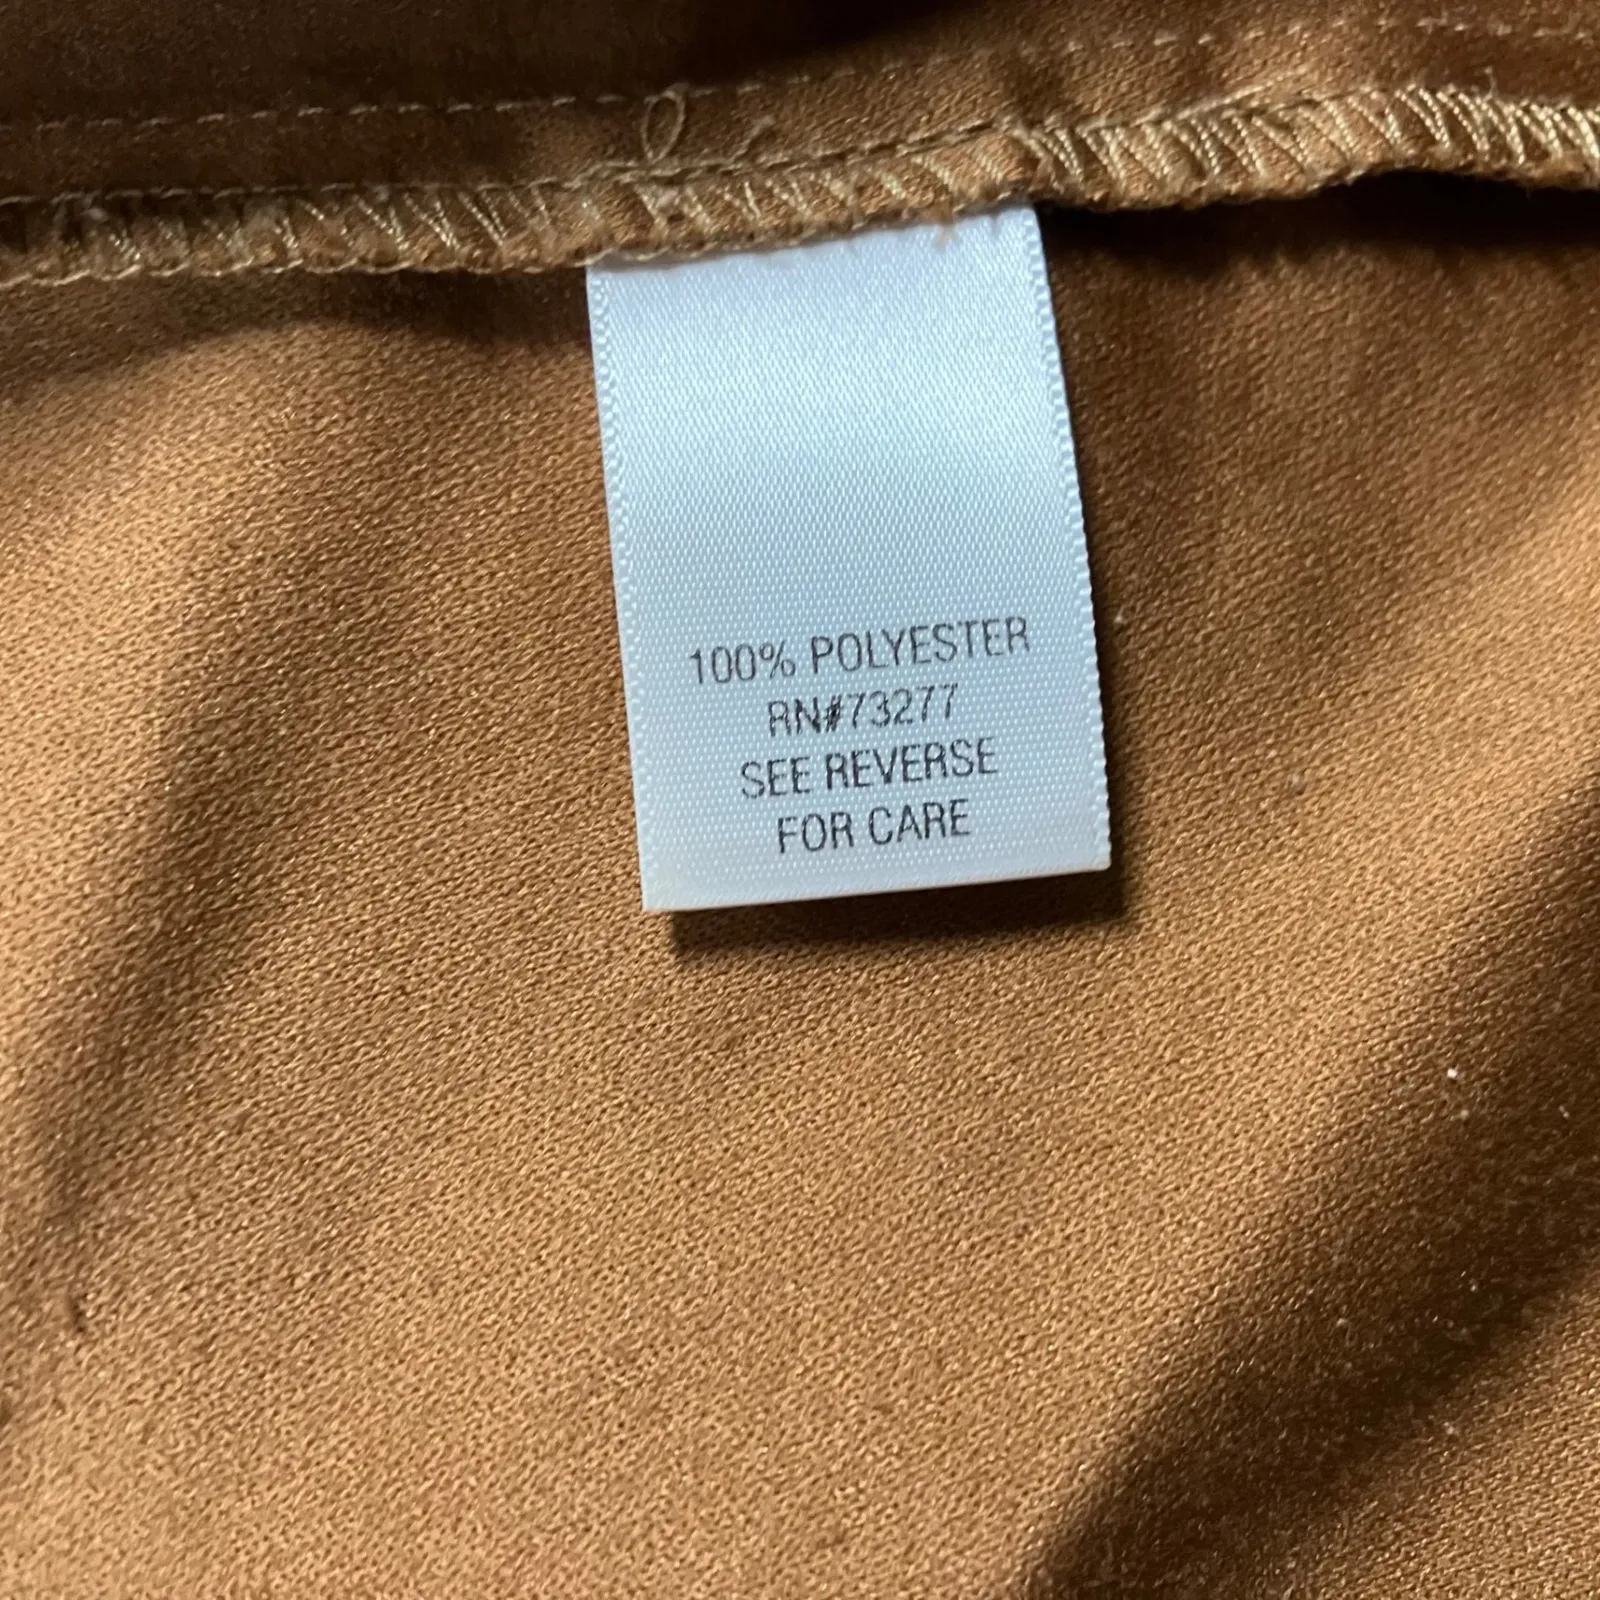 100% POLYESTER
RN#73277
SEE REVERSE
FOR CARE